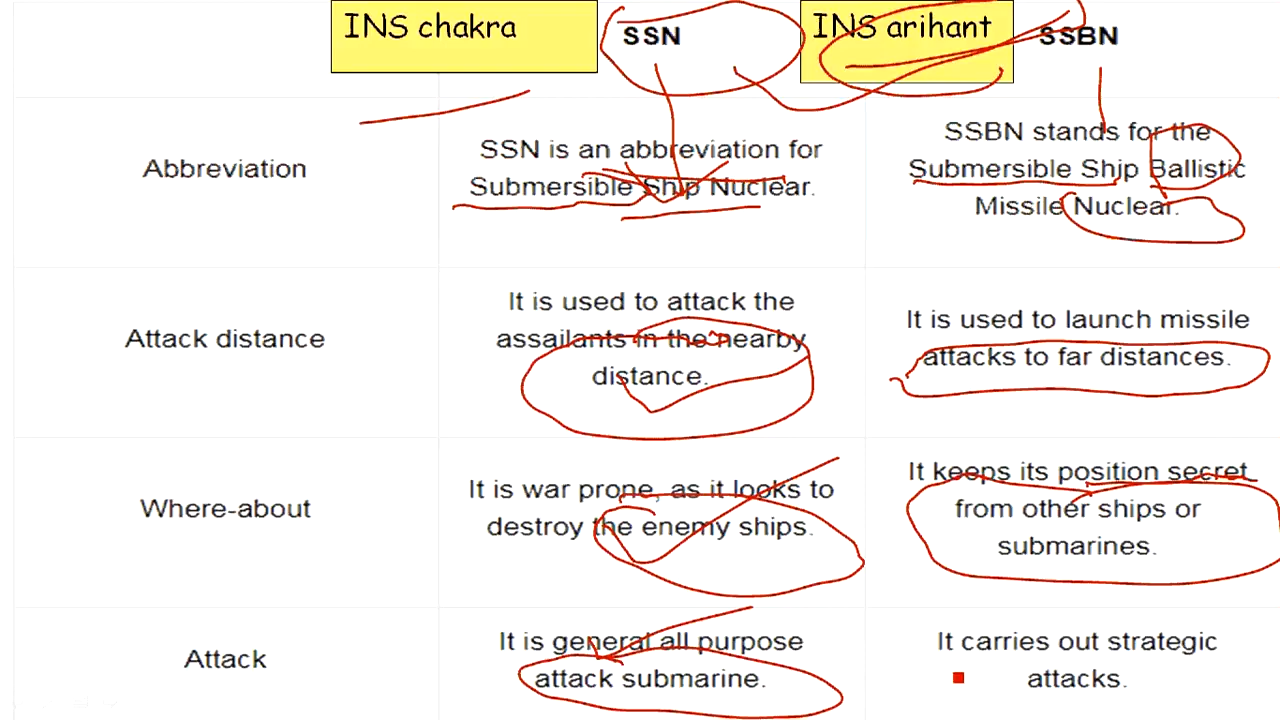 INS chakra
SSN
INS arihant
SSBN
Abbreviation
SSN is an abbreviation for
Submersible Ship Nuclear.
SSBN stands for the
Submersible Ship Ballistic
Missile Nuclear.
Attack distance
It is used to attack the
assailants in the nearby
distance.
It is used to launch missile
attacks to far distances.
Where-about
It is war prone, as it looks to
destroy the enemy ships.
It keeps its position secret
from other ships or
submarines.
Attack
It is general all purpose
attack submarine.
It carries out strategic
attacks.